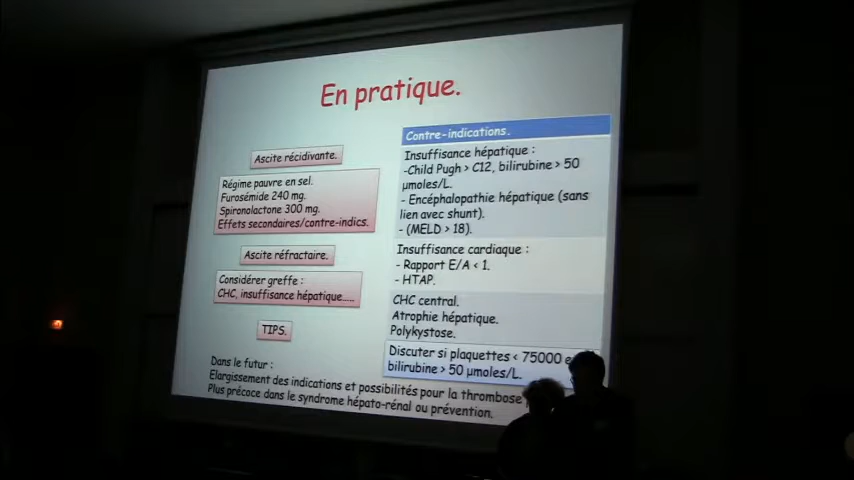 En pratique.
Ascite récidivante.
Régime pauvre en sel.
Furosémide 240 mg.
Spironolactone 300 mg.
Effets secondaires/contre-indics.
Ascite réfractaire.
Considérer greffe :
CHC, insuffisance hépatique.....
TIPS.
Contre-indications.
Insuffisance hépatique :
-Child Pugh > C12, bilirubine > 50
µmoles/L.
- Encéphalopathie hépatique (sans
lien avec shunt).
- (MELD > 18).
Insuffisance cardiaque :
- Rapport E/A < 1.
- HTAP.
CHC central.
Atrophie hépatique.
Polykystose.
Discuter si plaquettes < 75000
bilirubine > 50 µmoles/L.
Dans le futur :
Elargissement des indications et possibilités pour la thrombose
Plus précoce dans le syndrome hépato-rénal ou prévention.